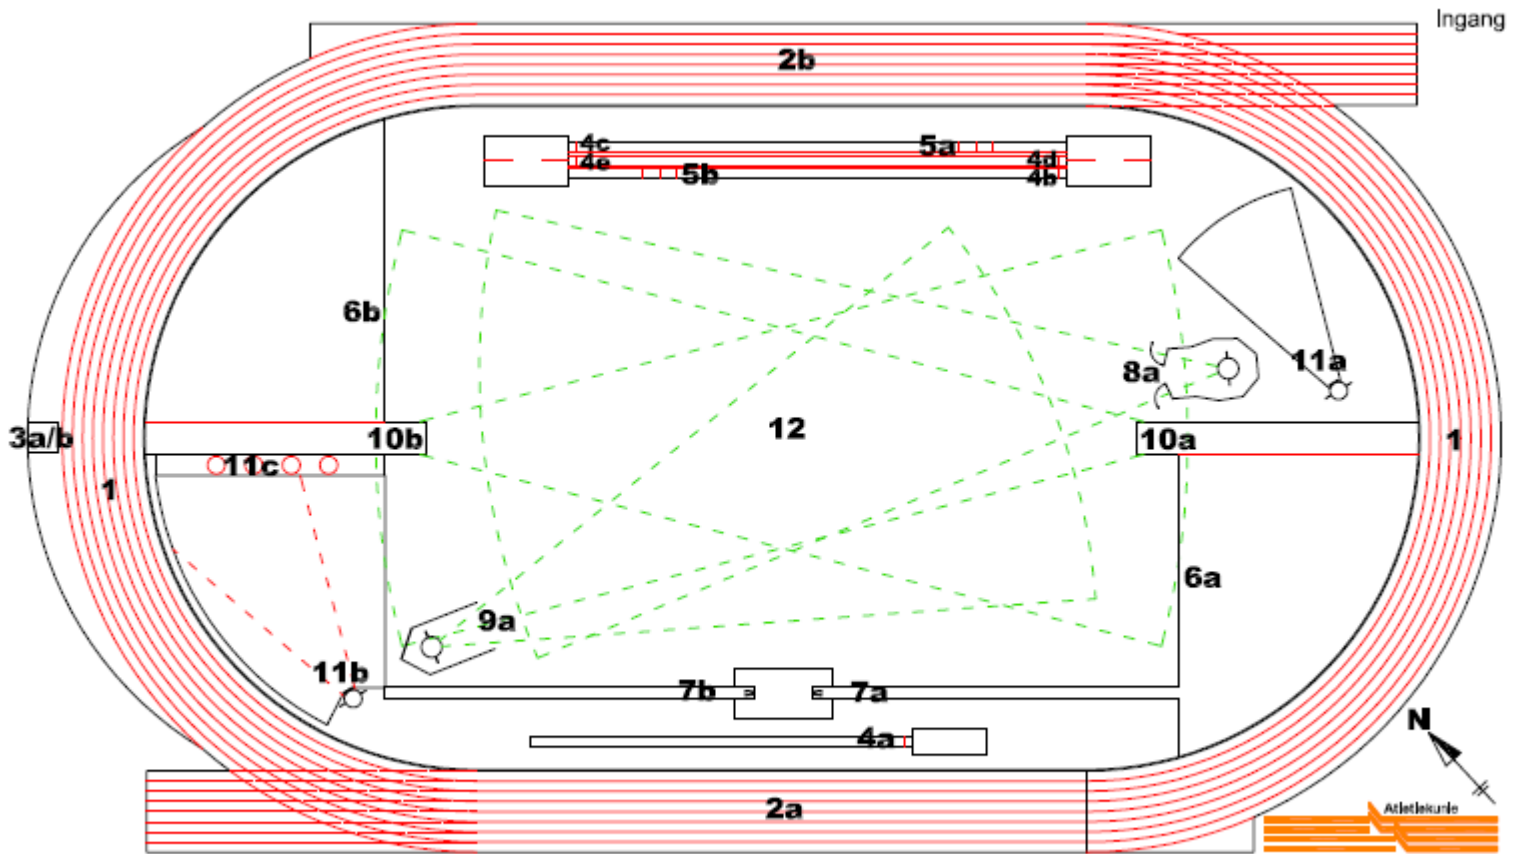 Ingang
2b
4c
5a
4e
4d
5b
4b
6b
11a
8a
12
3a/b
10b
10a
1
11c
1
6a
9a
11b
7b
7a
4a
N
2a
Atletiekunie